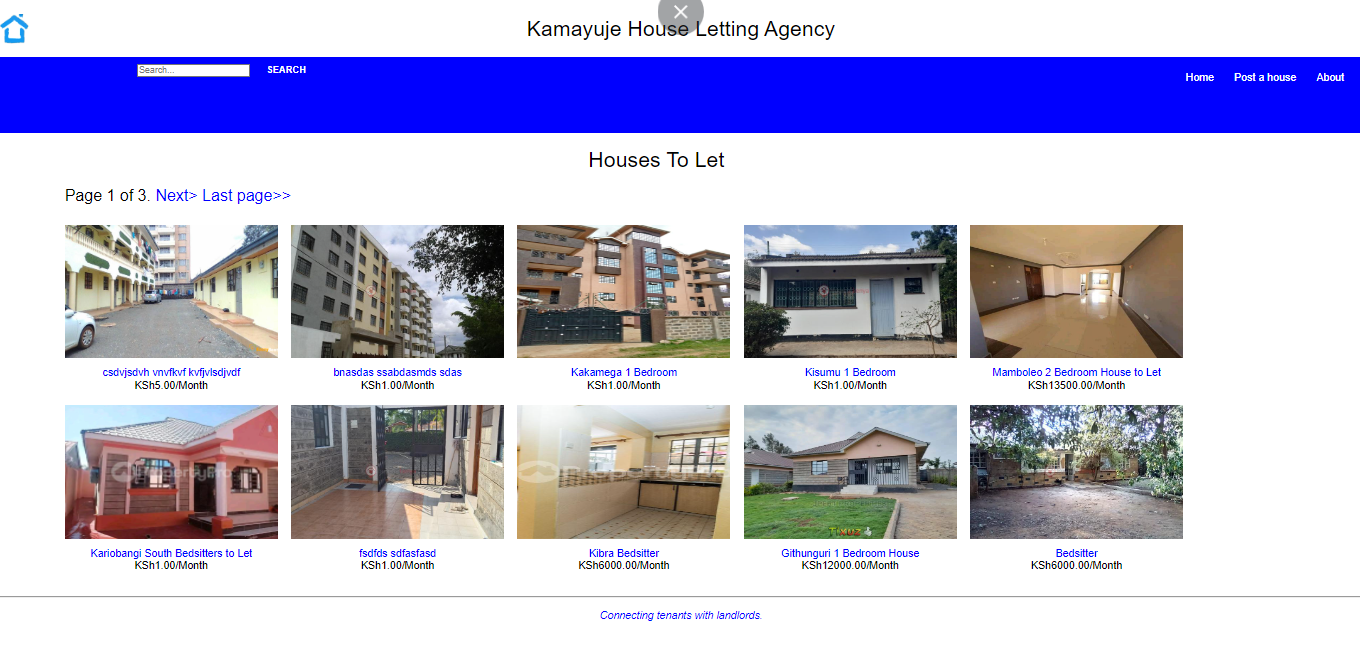 Kamayuje House Letting Agency
Search...
SEARCH
Home
Post a house
About
Houses To Let
Page 1 of 3. Next> Last page>>
csdvjsdvh vnvfkvf kvfjvlsdjvdf
KSh5.00/Month
bnasdas ssabdasmds sdas
KSh1.00/Month
Kakamega 1 Bedroom
KSh1.00/Month
Kisumu 1 Bedroom
KSh1.00/Month
Mamboleo 2 Bedroom House to Let
KSh13500.00/Month
Kariobangi South Bedsitters to Let
KSh1.00/Month
fsdfds sdfasfasd
KSh1.00/Month
Kibra Bedsitter
KSh6000.00/Month
Githunguri 1 Bedroom House
KSh12000.00/Month
Bedsitter
KSh6000.00/Month
Connecting tenants with landlords.